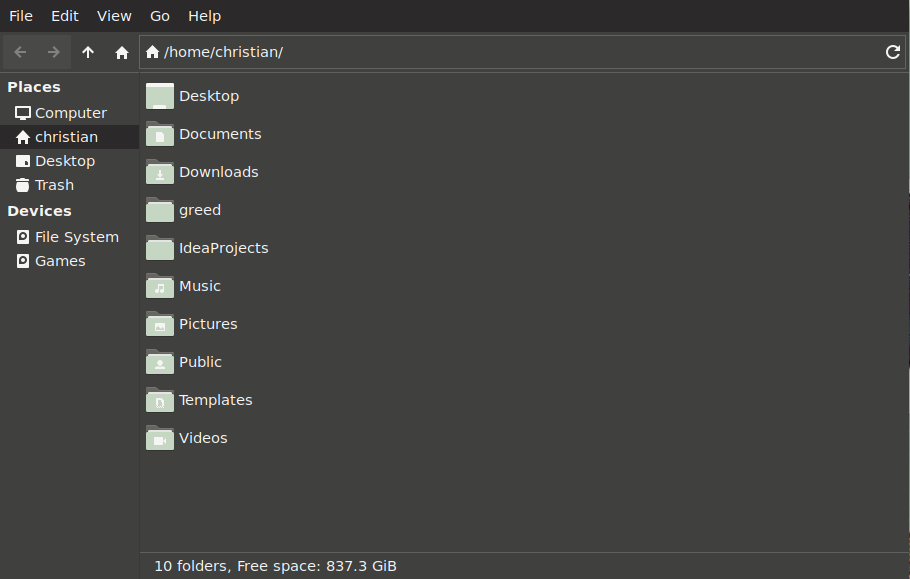 File Edit View Go Help
/home/christian/
Places
Computer
christian
Desktop
Trash
Devices
File System
Games
Desktop
Documents
Downloads
greed
IdeaProjects
Music
Pictures
Public
Templates
Videos
10 folders, Free space: 837.3 GiB